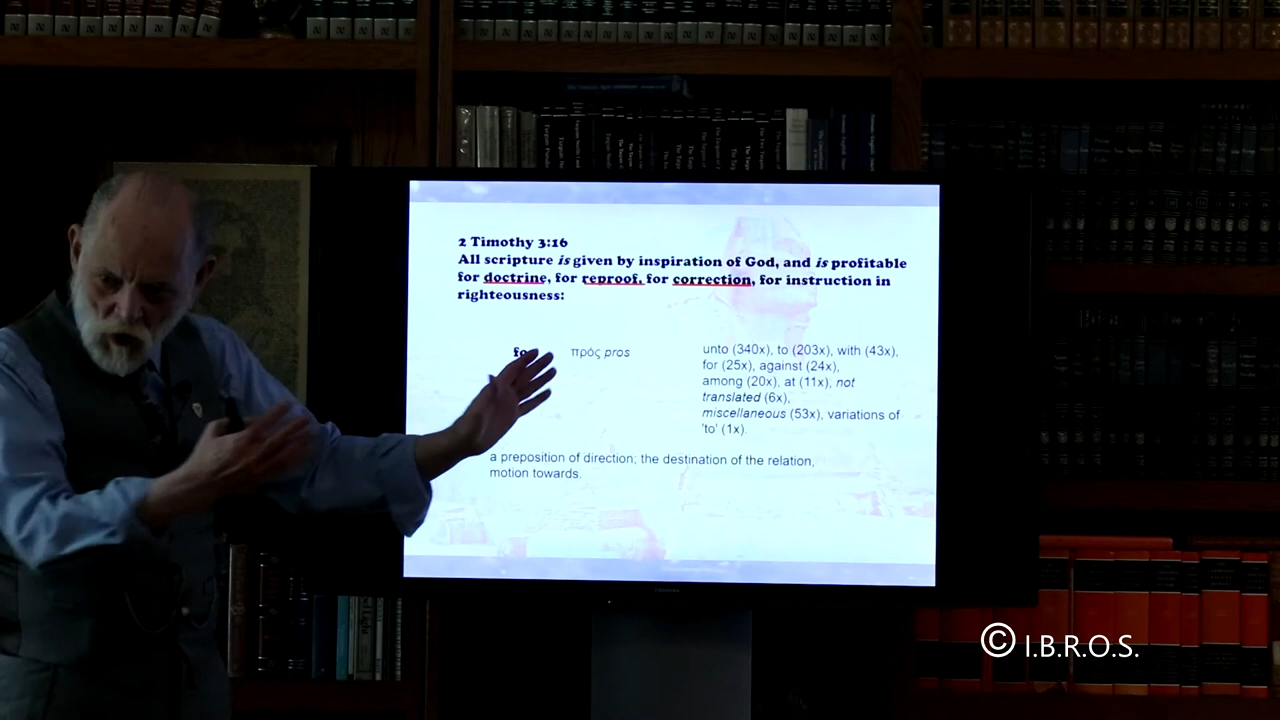 2 Timothy 3:16
All scripture is given by inspiration of God, and is profitable
for doctrine, for reproof, for correction, for instruction in
righteousness:
πρός pros
unto (340x), to (203x), with (43x),
for (25x), against (24x),
among (20x), at (11x), not
translated (6x),
miscellaneous (53x), variations of
'to' (1x).
a preposition of direction; the destination of the relation,
motion towards.
© I.B.R.O.S.